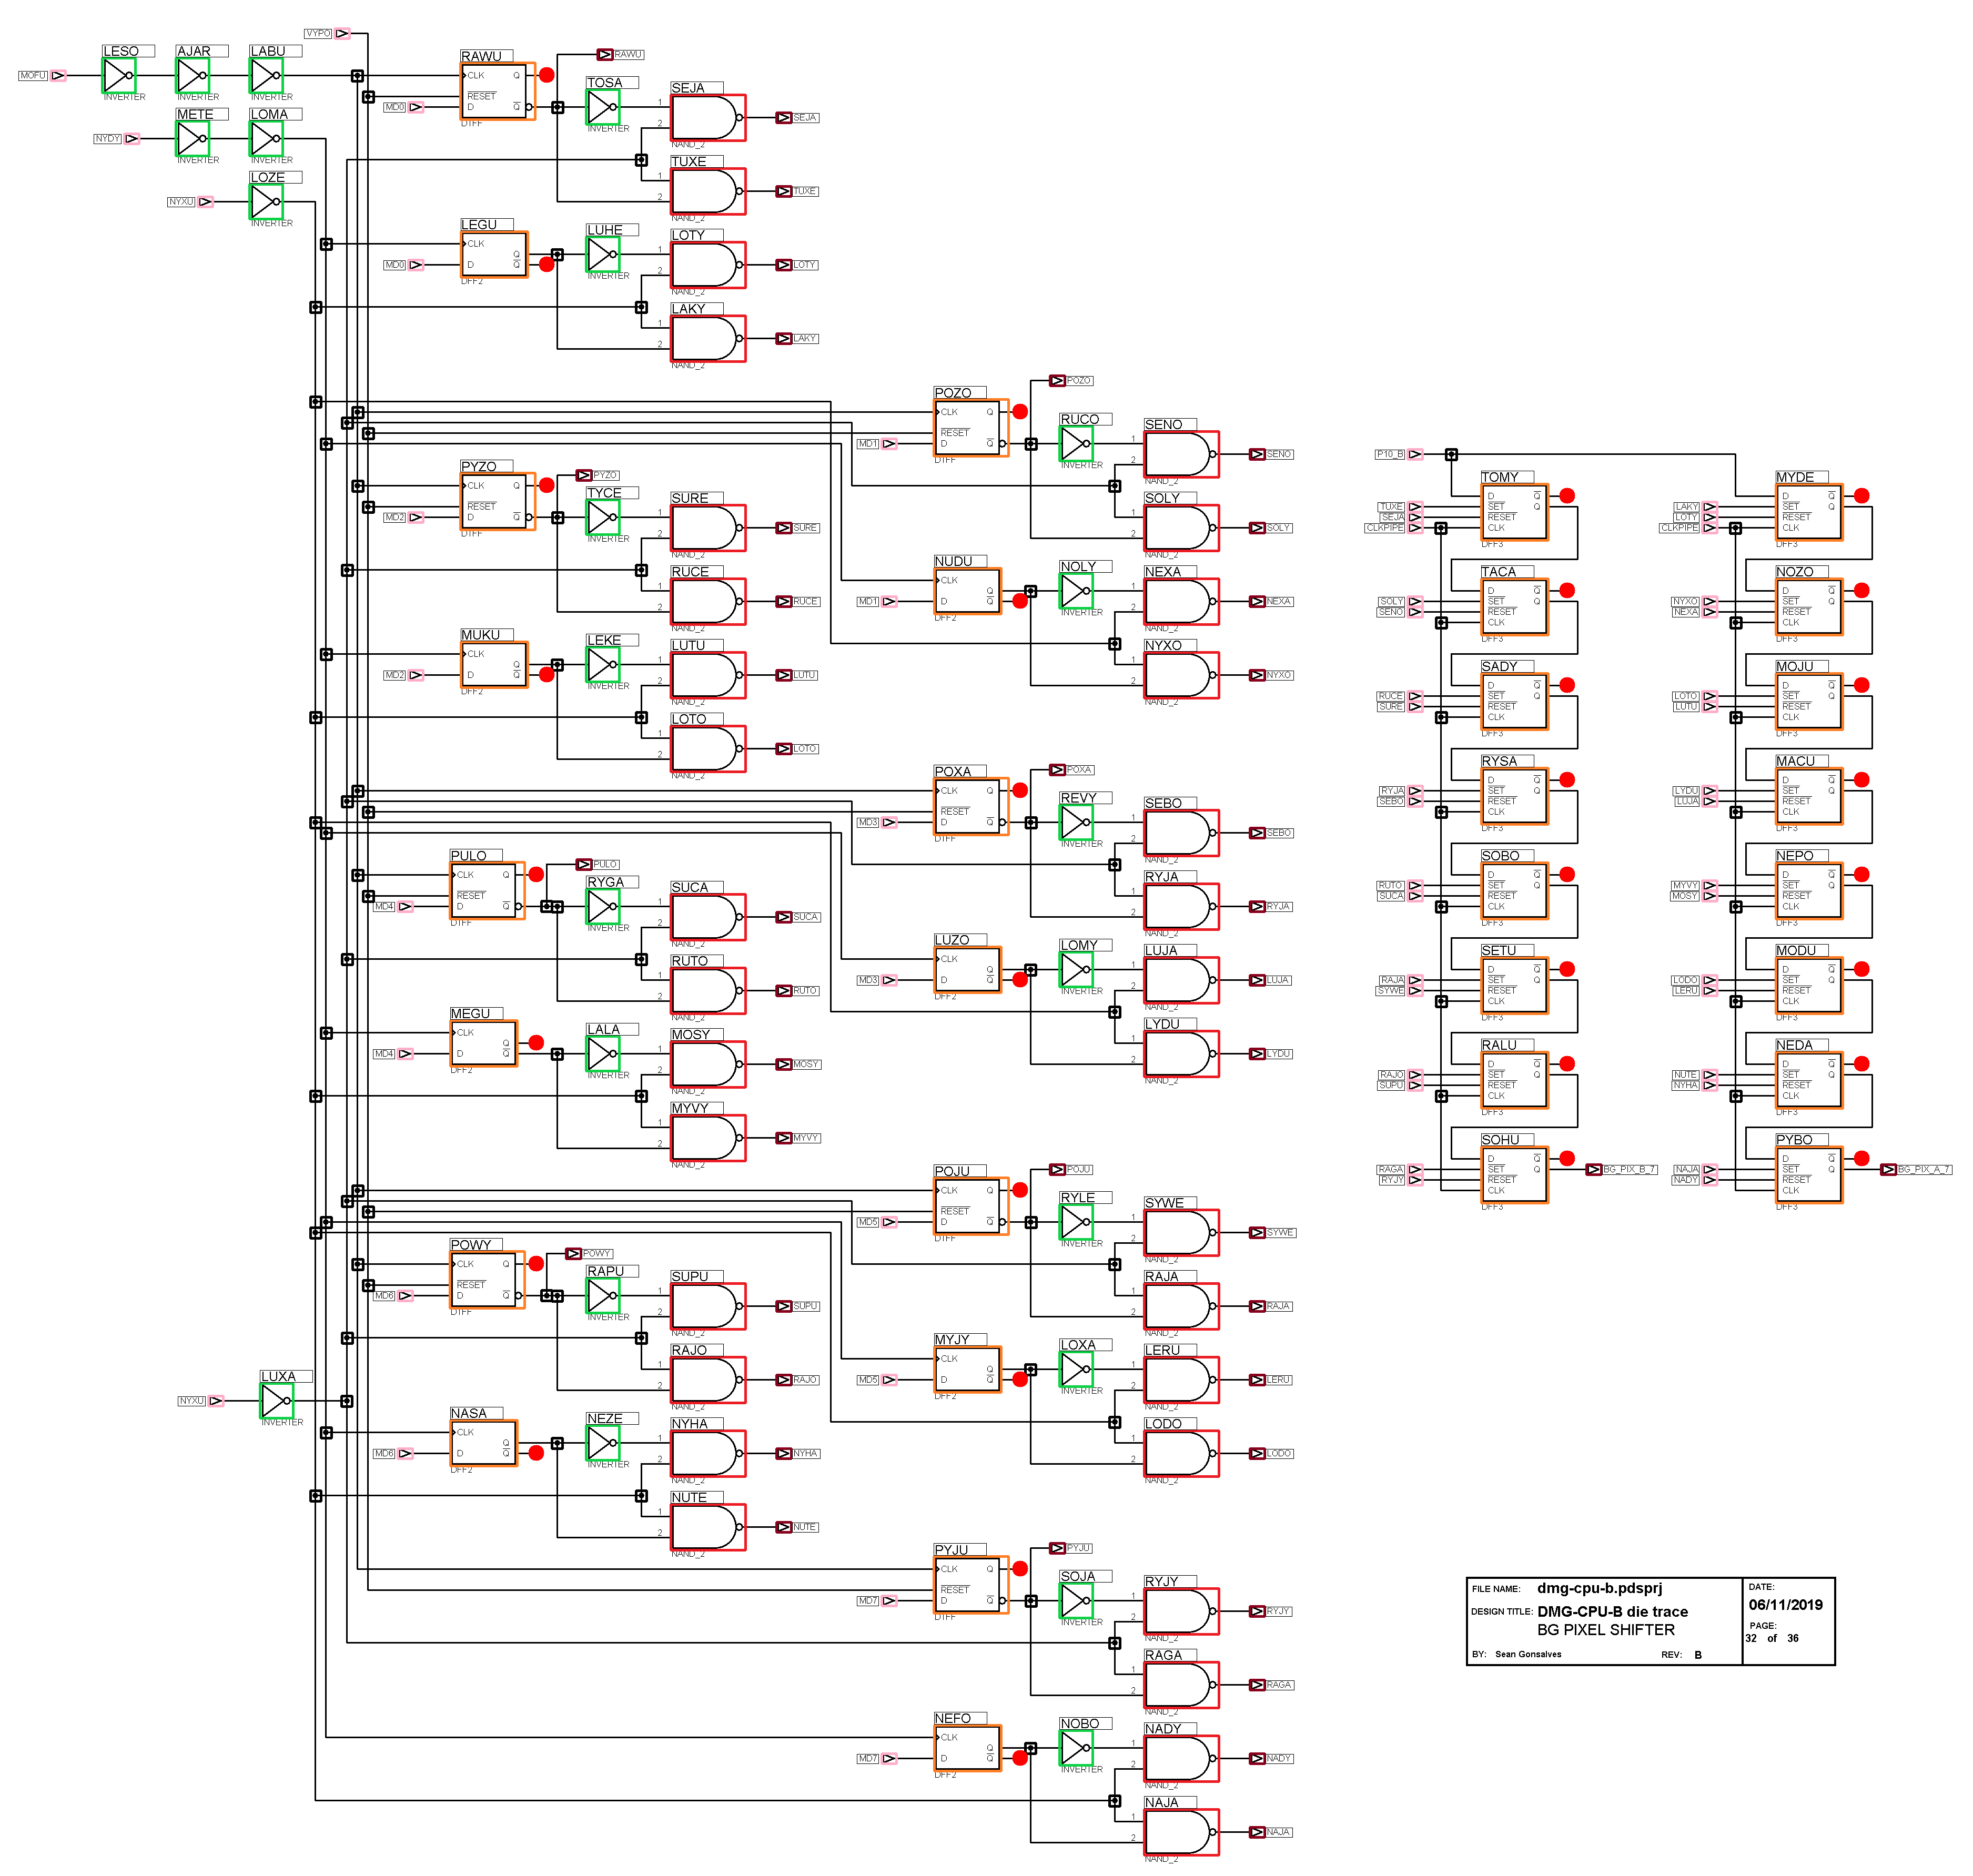 VYPO
LESO
AJAR
LABU
MOFU
INVERTER
INVERTER
INVERTER
METE
LOMA
NYDY
INVERTER
INVERTER
LOZE
NYXU
INVERTER
RAWU
RAWU
CLK Q
RESET
MD0 D Q
DTFF
TOSA
INVERTER
SEJA
1
2
NAND_2
SEJA
TUXE
1
2
NAND_2
TUXE
LEGU
CLK
Q
MD0 D Q
DFF2
LUHE
INVERTER
LOTY
1
2
NAND_2
LOTY
LAKY
1
2
NAND_2
LAKY
POZO
POZO
CLK Q
RESET
MD1 D Q
DTFF
RUCO
INVERTER
SENO
1
2
NAND_2
SENO
SOLY
1
2
NAND_2
SOLY
PYZO
PYZO
CLK Q
RESET
MD2 D Q
DTFF
TYCE
INVERTER
SURE
1
2
NAND_2
SURE
RUCE
1
2
NAND_2
RUCE
NUDU
CLK
Q
MD1 D Q
DFF2
NOLY
INVERTER
NEXA
1
2
NAND_2
NEXA
NYXO
1
2
NAND_2
NYXO
MUKU
CLK
Q
MD2 D Q
DFF2
LEKE
INVERTER
LUTU
1
2
NAND_2
LUTU
LOTO
1
2
NAND_2
LOTO
POXA
POXA
CLK Q
RESET
MD3 D Q
DTFF
REVY
INVERTER
SEBO
1
2
NAND_2
SEBO
RYJA
1
2
NAND_2
RYJA
PULO
PULO
CLK Q
RESET
MD4 D Q
DTFF
RYGA
INVERTER
SUCA
1
2
NAND_2
SUCA
RUTO
1
2
NAND_2
RUTO
LUZO
CLK
Q
MD3 D Q
DFF2
LOMY
INVERTER
LUJA
1
2
NAND_2
LUJA
LYDU
1
2
NAND_2
LYDU
MEGU
CLK
Q
MD4 D Q
DFF2
LALA
INVERTER
MOSY
1
2
NAND_2
MOSY
MYVY
1
2
NAND_2
MYVY
POJU
POJU
CLK Q
RESET
MD5 D Q
DTFF
RYLE
INVERTER
SYWE
1
2
NAND_2
SYWE
RAJA
1
2
NAND_2
RAJA
POWY
POWY
CLK Q
RESET
MD6 D Q
DTFF
RAPU
INVERTER
SUPU
1
2
NAND_2
SUPU
RAJO
1
2
NAND_2
RAJO
MYJY
CLK
Q
MD5 D Q
DFF2
LOXA
INVERTER
LERU
1
2
NAND_2
LERU
LODO
1
2
NAND_2
LODO
LUXA
NYXU
INVERTER
NASA
CLK
Q
MD6 D Q
DFF2
NEZE
INVERTER
NYHA
1
2
NAND_2
NYHA
NUTE
1
2
NAND_2
NUTE
PYJU
PYJU
CLK Q
RESET
MD7 D Q
DTFF
SOJA
INVERTER
RYJY
1
2
NAND_2
RYJY
RAGA
1
2
NAND_2
RAGA
NEFO
CLK
Q
MD7 D Q
DFF2
NOBO
INVERTER
NADY
1
2
NAND_2
NADY
NAJA
1
2
NAND_2
NAJA
P10_B
TOMY
D Q
TUXE SET Q
SEJA RESET
CLKPIPE CLK
DFF3
TACA
D Q
SOLY SET Q
SENO RESET
CLK
DFF3
SADY
D Q
RUCE SET Q
SURE RESET
CLK
DFF3
RYSA
D Q
RYJA SET Q
SEBO RESET
CLK
DFF3
SOBO
D Q
RUTO SET Q
SUCA RESET
CLK
DFF3
SETU
D Q
RAJA SET Q
SYWE RESET
CLK
DFF3
RALU
D Q
RAJO SET Q
SUPU RESET
CLK
DFF3
SOHU
D Q
RAGA SET Q BG_PIX_B_7
RYJY RESET
CLK
DFF3
MYDE
D Q
LAKY SET Q
LOTY RESET
CLKPIPE CLK
DFF3
NOZO
D Q
NYXO SET Q
NEXA RESET
CLK
DFF3
MOJU
D Q
LOTO SET Q
LUTU RESET
CLK
DFF3
MACU
D Q
LYDU SET Q
LUJA RESET
CLK
DFF3
NEPO
D Q
MYVY SET Q
MOSY RESET
CLK
DFF3
MODU
D Q
LODO SET Q
LERU RESET
CLK
DFF3
NEDA
D Q
NUTE SET Q
NYHA RESET
CLK
DFF3
PYBO
D Q
NAJA SET Q BG_PIX_A_7
NADY RESET
CLK
DFF3
FILE NAME: dmg-cpu-b.pdsprj
DESIGN TITLE: DMG-CPU-B die trace
BG PIXEL SHIFTER
BY: Sean Gonsalves REV: B
DATE:
06/11/2019
PAGE:
32 of 36